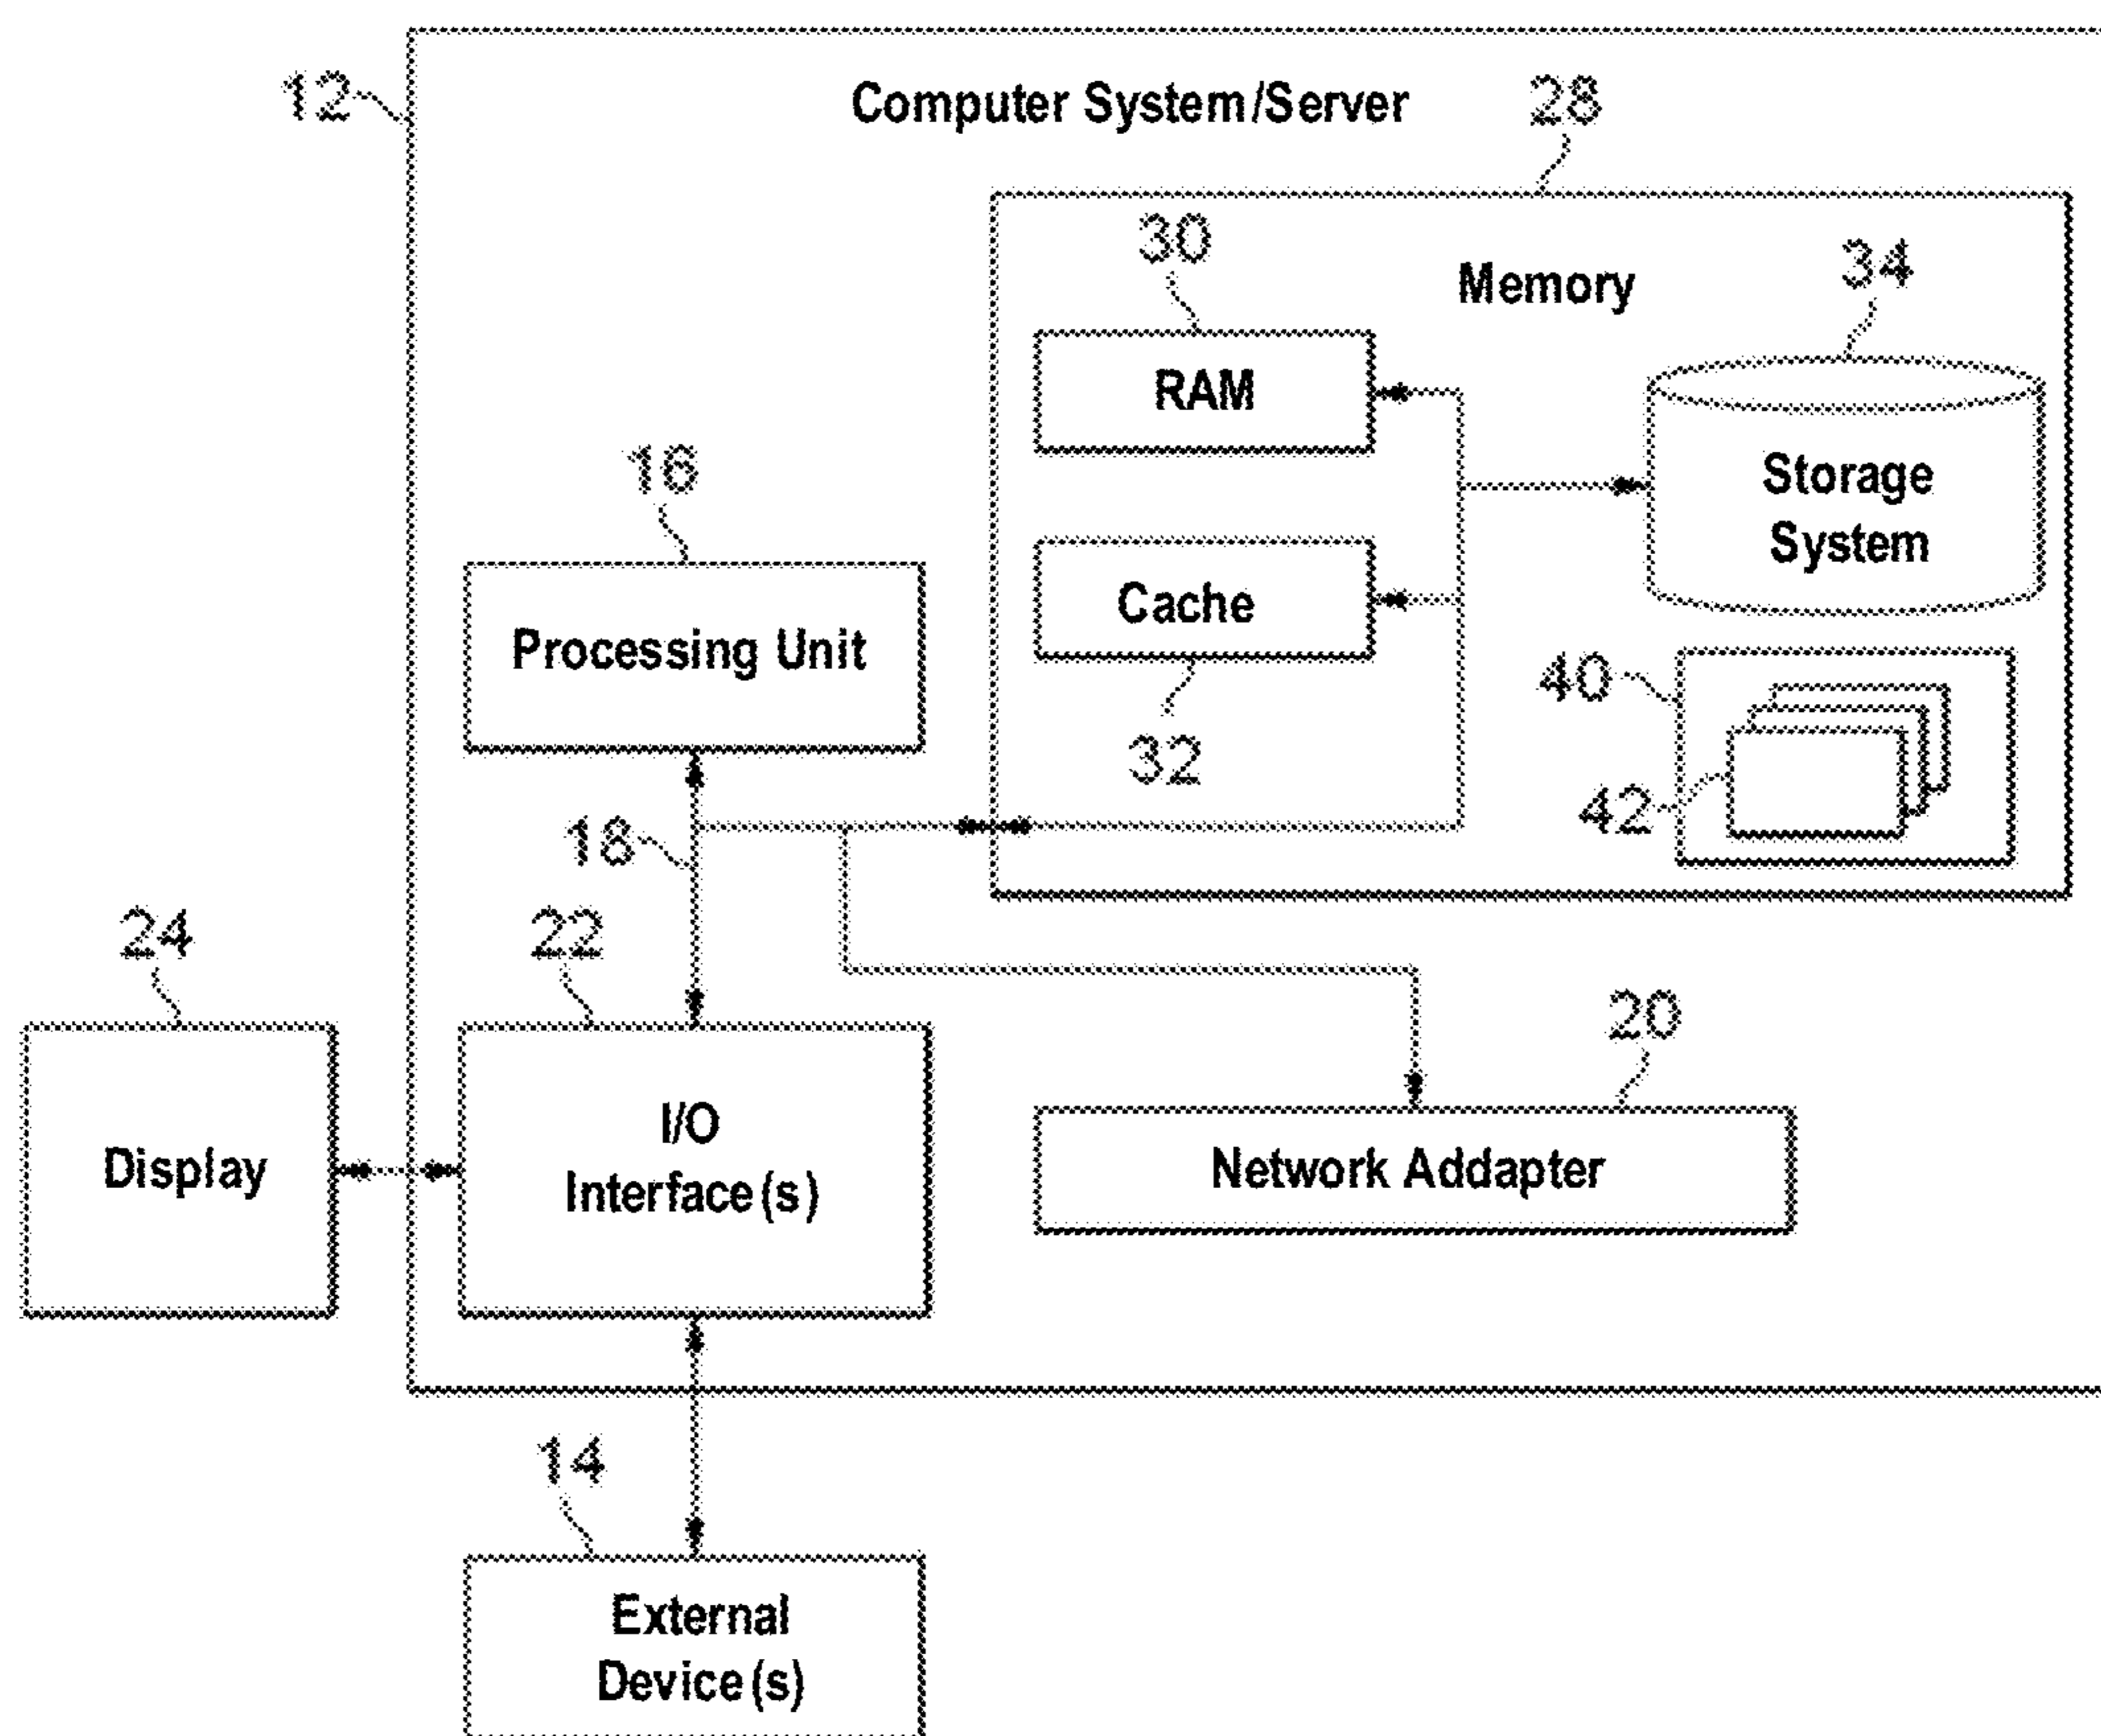 12
Computer System/Server
28
30
Memory
34
RAM
16
Storage
System
Cache
Processing Unit
40
32
42
18
24
22
20
I/O
Interface(s)
Display
Network Addapter
14
External
Device(s)